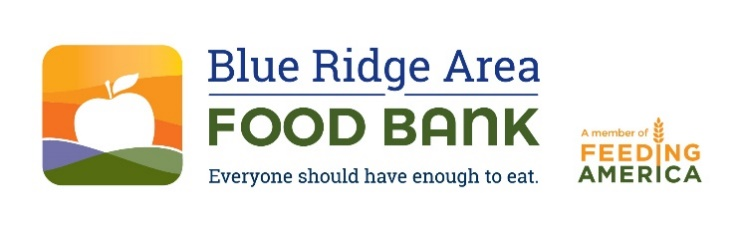 Blue Ridge Area
FOOD BANK
Everyone should have enough to eat.
A member of
FEEDING
AMERICA